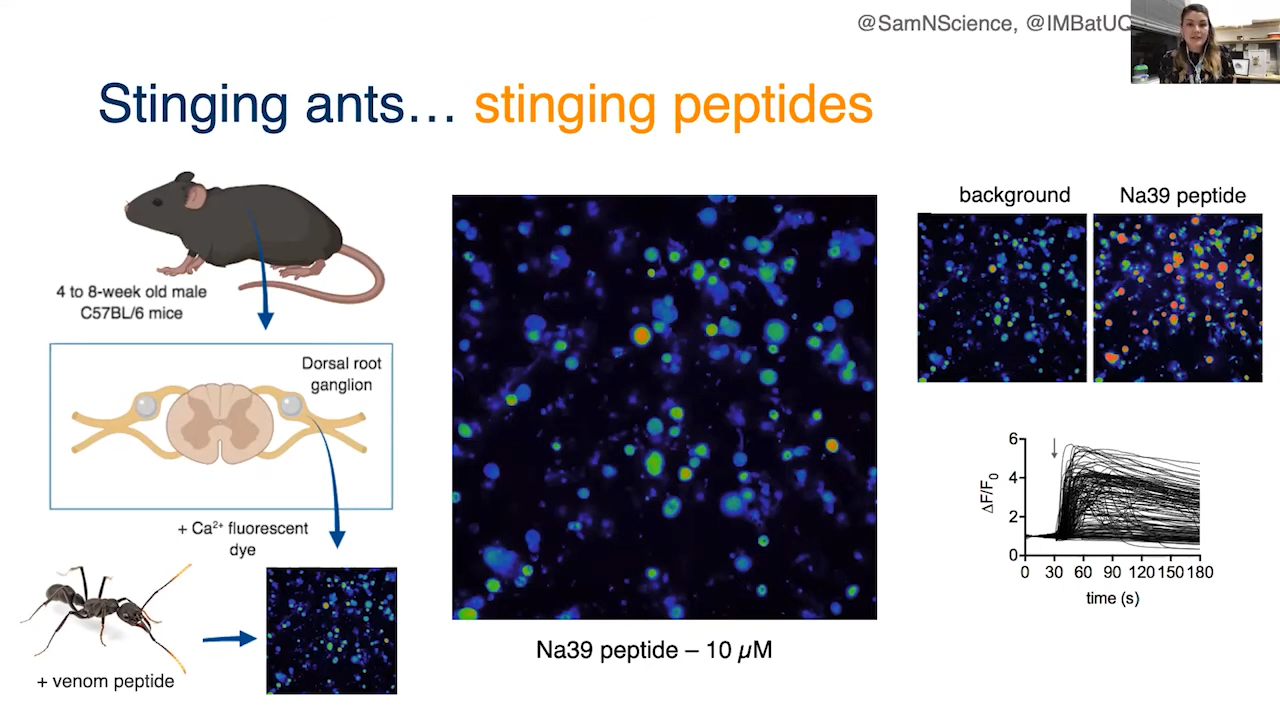 @SamNScience, @IMBatUQ
Stinging ants... stinging peptides
4 to 8-week old male
C57BL/6 mice
Dorsal root
ganglion
+ Ca²⁺ fluorescent
dye
+ venom peptide
Na39 peptide – 10 µM
background
Na39 peptide
ΔF/F₀
6
4
2
0
0 30 60 90 120 150 180
time (s)